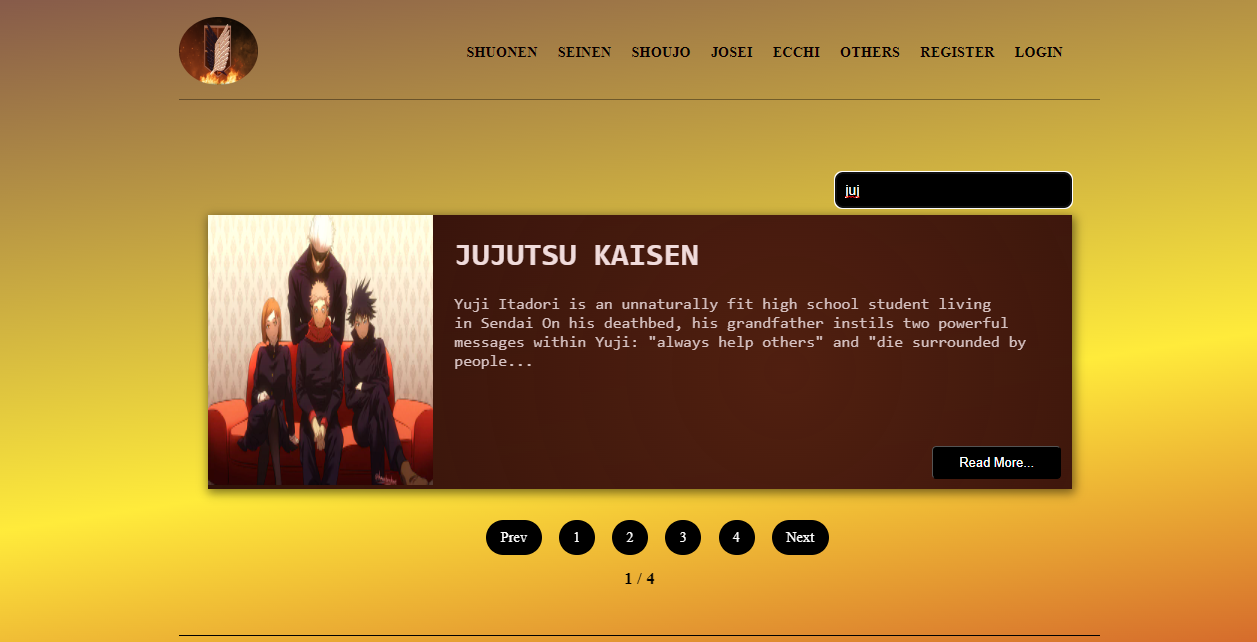 SHUONEN SEINEN SHOUJO JOSEI ECCHI OTHERS REGISTER LOGIN
juj
JUJUTSU KAISEN
Yuji Itadori is an unnaturally fit high school student living
in Sendai On his deathbed, his grandfather instils two powerful
messages within Yuji: "always help others" and "die surrounded by
people...
Read More...
Prev 1 2 3 4 Next
1 / 4